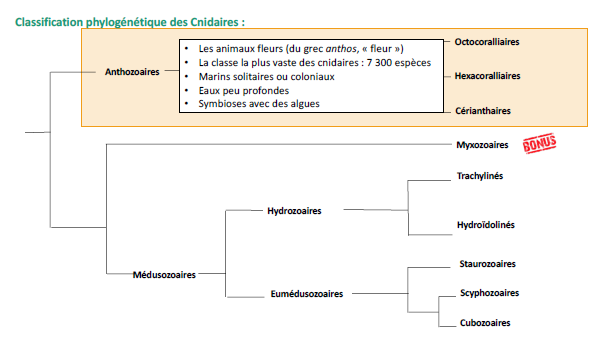 Classification phylogénétique des Cnidaires :
Anthozoaires
• Les animaux fleurs (du grec anthos, « fleur »)
• La classe la plus vaste des cnidaires : 7 300 espèces
• Marins solitaires ou coloniaux
• Eaux peu profondes
• Symbioses avec des algues
Octocoralliaires
Hexacoralliaires
Cérianthaires
Myxozoaires
BONUS
Trachylinés
Hydrozoaires
Hydroïdolinés
Médusozoaires
Staurozoaires
Eumédusozoaires
Scyphozoaires
Cubozoaires